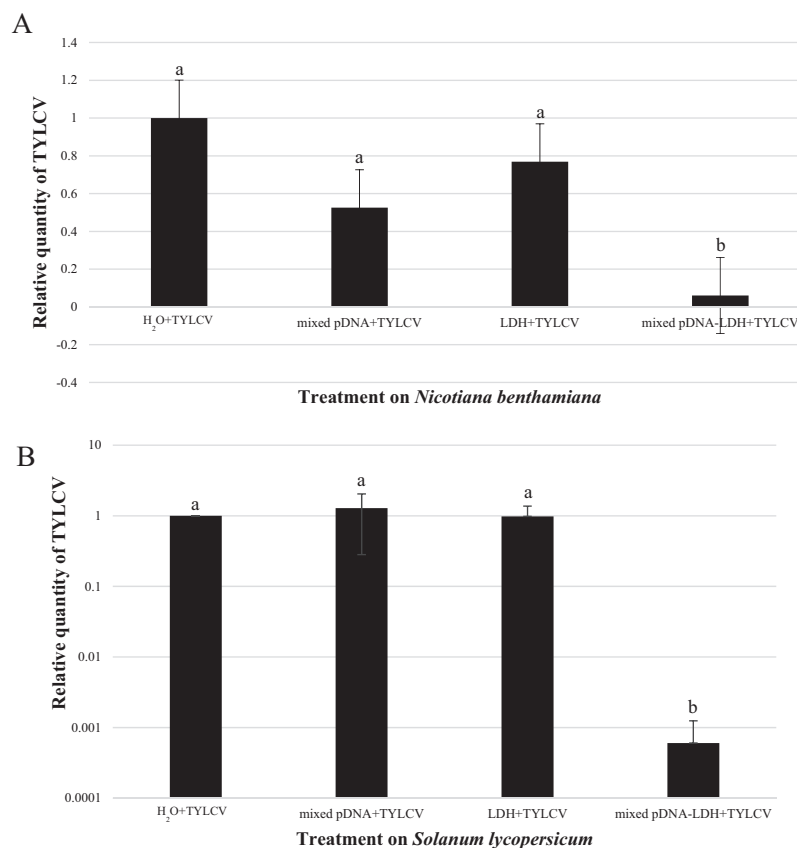 A
Relative quantity of TYLCV
1.4
1.2
1
0.8
0.6
0.4
0.2
0
-0.2
-0.4
a
a
a
b
H₂O+TYLCV
mixed pDNA+TYLCV
LDH+TYLCV
mixed pDNA-LDH+TYLCV
Treatment on Nicotiana benthamiana
B
Relative quantity of TYLCV
10
1
0.1
0.01
0.001
0.0001
a
a
a
b
H₂O+TYLCV
mixed pDNA+TYLCV
LDH+TYLCV
mixed pDNA-LDH+TYLCV
Treatment on Solanum lycopersicum